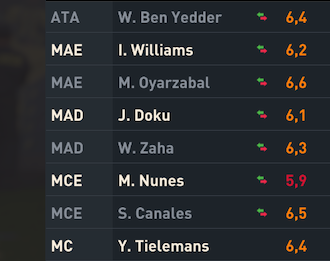 ATA W. Ben Yedder 6,4
MAE I. Williams 6,2
MAE M. Oyarzabal 6,6
MAD J. Doku 6,1
MAD W. Zaha 6,3
MCE M. Nunes 5,9
MCE S. Canales 6,5
MC Y. Tielemans 6,4